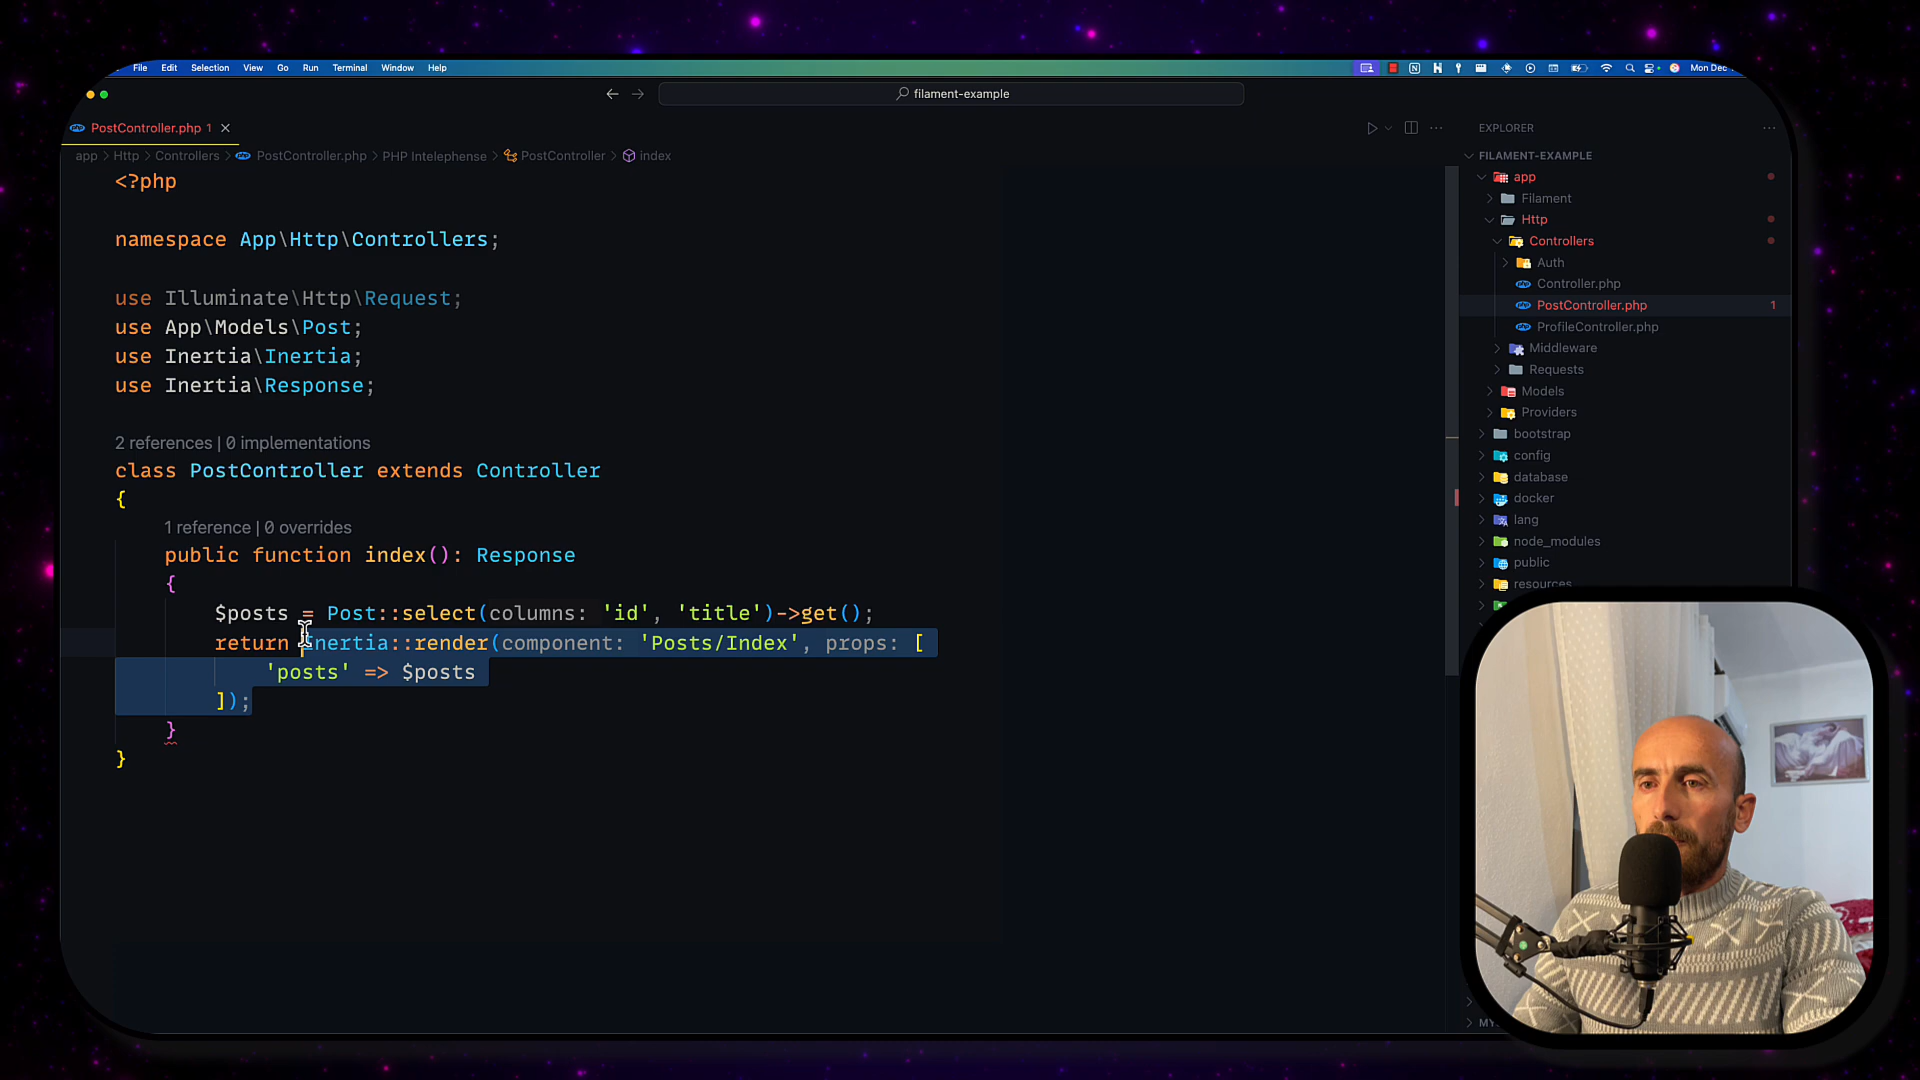 File Edit Selection View Go Run Terminal Window Help Mon Dec
filament-example
PostController.php 1
app > Http > Controllers > PostController.php > PHP Intelephense > PostController > index
<?php
namespace App\Http\Controllers;
use Illuminate\Http\Request;
use App\Models\Post;
use Inertia\Inertia;
use Inertia\Response;
2 references | 0 implementations
class PostController extends Controller
{
1 reference | 0 overrides
public function index(): Response
{
$posts = Post::select(columns: 'id', 'title')->get();
return Inertia::render(component: 'Posts/Index', props: [
'posts' => $posts
]);
}
}
EXPLORER
FILAMENT-EXAMPLE
app
Filament
Http
Controllers
Auth
Controller.php
PostController.php 1
ProfileController.php
Middleware
Requests
Models
Providers
bootstrap
config
database
docker
lang
node_modules
public
resources